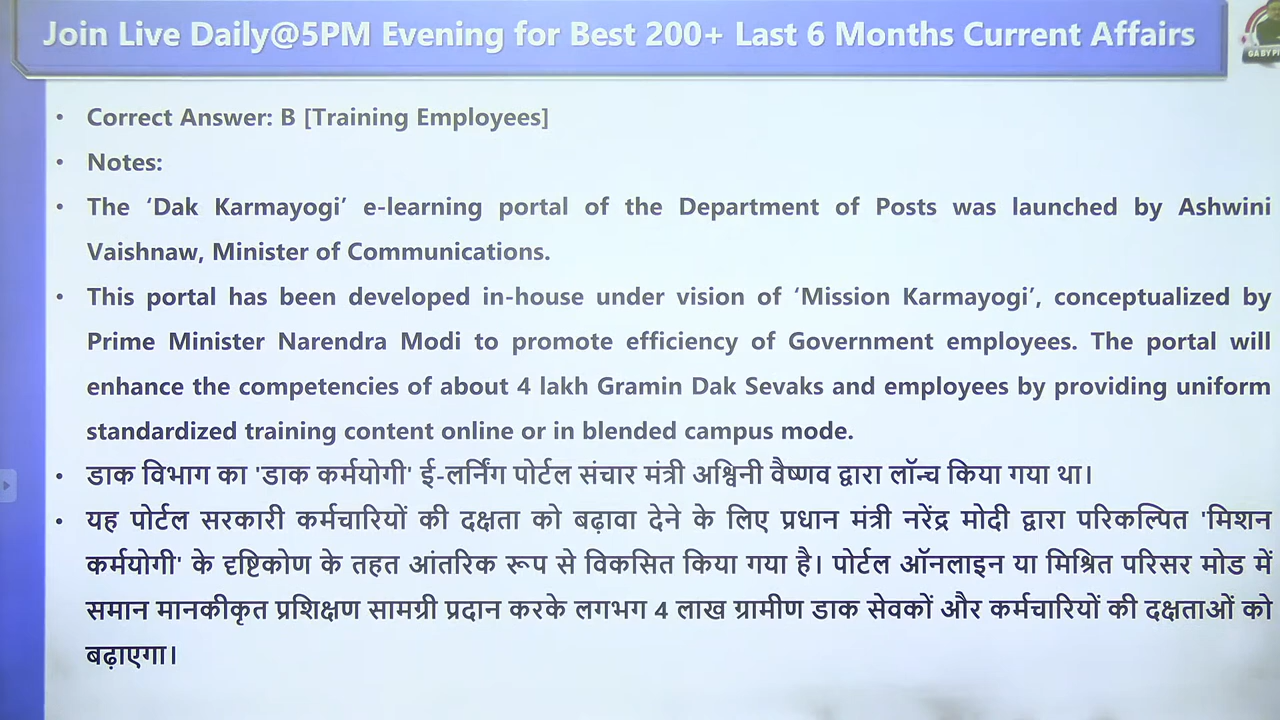 Join Live Daily@5PM Evening for Best 200+ Last 6 Months Current Affairs
GA BY
• Correct Answer: B [Training Employees]
• Notes:
• The ‘Dak Karmayogi’ e-learning portal of the Department of Posts was launched by Ashwini
Vaishnaw, Minister of Communications.
• This portal has been developed in-house under vision of ‘Mission Karmayogi’, conceptualized by
Prime Minister Narendra Modi to promote efficiency of Government employees. The portal will
enhance the competencies of about 4 lakh Gramin Dak Sevaks and employees by providing uniform
standardized training content online or in blended campus mode.
• डाक विभाग का 'डाक कर्मयोगी' ई-लर्निंग पोर्टल संचार मंत्री अश्विनी वैष्णव द्वारा लॉन्च किया गया था।
• यह पोर्टल सरकारी कर्मचारियों की दक्षता को बढ़ावा देने के लिए प्रधान मंत्री नरेंद्र मोदी द्वारा परिकल्पित 'मिशन
कर्मयोगी' के दृष्टिकोण के तहत आंतरिक रूप से विकसित किया गया है। पोर्टल ऑनलाइन या मिश्रित परिसर मोड में
समान मानकीकृत प्रशिक्षण सामग्री प्रदान करके लगभग 4 लाख ग्रामीण डाक सेवकों और कर्मचारियों की दक्षताओं को
बढ़ाएगा।